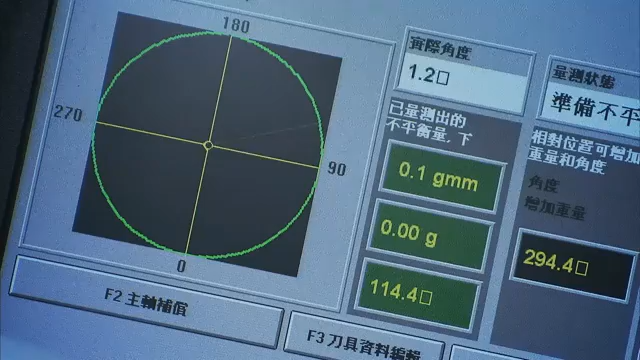 180
270
90
0
實際角度
1.2□
已量測出的
不平衡量,下
0.1 gmm
0.00 g
114.4□
量測狀態
準備不平
相對位置可增加
重量和角度
角度
增加重量
294.4□
F2 主軸補償
F3 刀具資料編輯